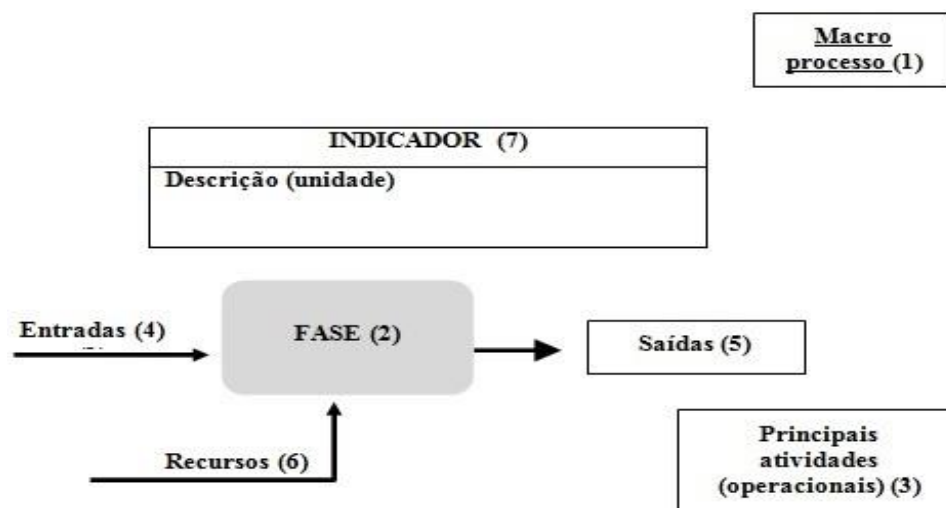 Macro
processo (1)
INDICADOR (7)
Descrição (unidade)
Entradas (4)
FASE (2)
Saídas (5)
Recursos (6)
Principais
atividades
(operacionais) (3)